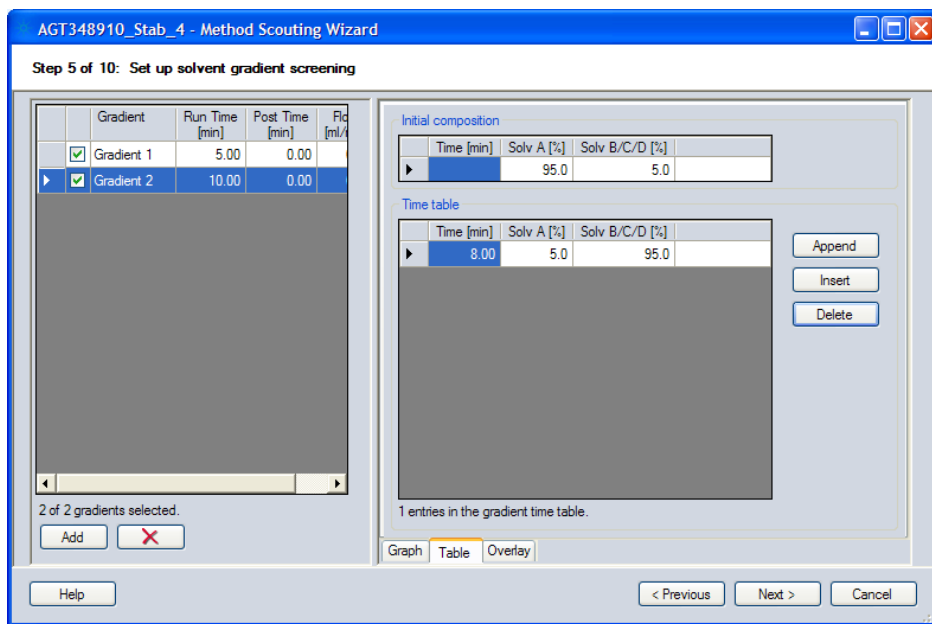 AGT348910_Stab_4 - Method Scouting Wizard
Step 5 of 10: Set up solvent gradient screening
Gradient Run Time [min] Post Time [min]
Gradient 1 5.00 0.00
Gradient 2 10.00 0.00
2 of 2 gradients selected.
Add
Initial composition
Time [min] Solv A [%] Solv B/C/D [%]
95.0 5.0
Time table
Time [min] Solv A [%] Solv B/C/D [%]
8.00 5.0 95.0
Append
Insert
Delete
1 entries in the gradient time table.
Graph Table Overlay
Help < Previous Next > Cancel